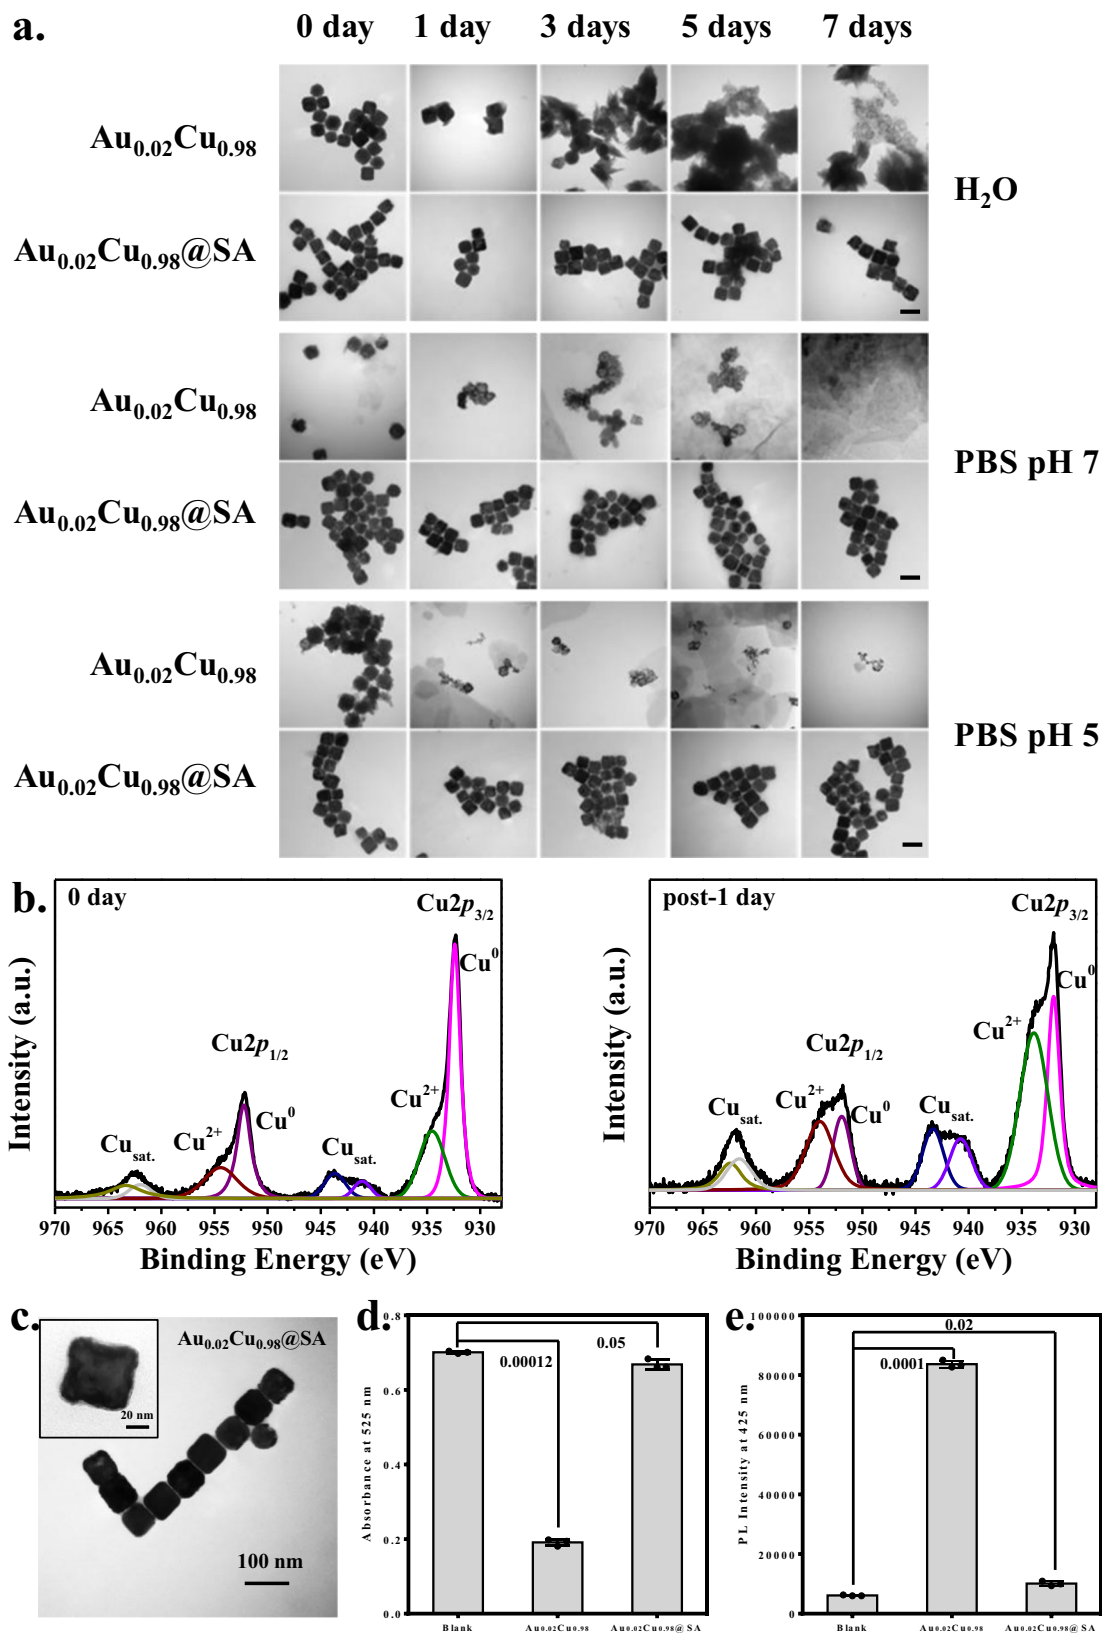 a.
0 day 1 day 3 days 5 days 7 days
Au0.02Cu0.98
H2O
Au0.02Cu0.98@SA
Au0.02Cu0.98
PBS pH 7
Au0.02Cu0.98@SA
Au0.02Cu0.98
PBS pH 5
Au0.02Cu0.98@SA
b.
0 day
Cu2p3/2
Cu0
Cu2p1/2
Cu2+
Cu0
Cu2+
Cusat.
Cusat.
Intensity (a.u.)
970 965 960 955 950 945 940 935 930
Binding Energy (eV)
post-1 day
Cu2p3/2
Cu0
Cu2+
Cu2p1/2
Cu2+
Cu0
Cusat.
Cusat.
Intensity (a.u.)
970 965 960 955 950 945 940 935 930
Binding Energy (eV)
c.
Au0.02Cu0.98@SA
20 nm
100 nm
d.
0.8
0.6
0.4
0.2
0.0
Absorbance at 525 nm
0.00012
0.05
Blank Au0.02Cu0.98 Au0.02Cu0.98@SA
e.
100000
80000
60000
40000
20000
0
PL Intensity at 425 nm
0.02
0.0001
Blank Au0.02Cu0.98 Au0.02Cu0.98@SA